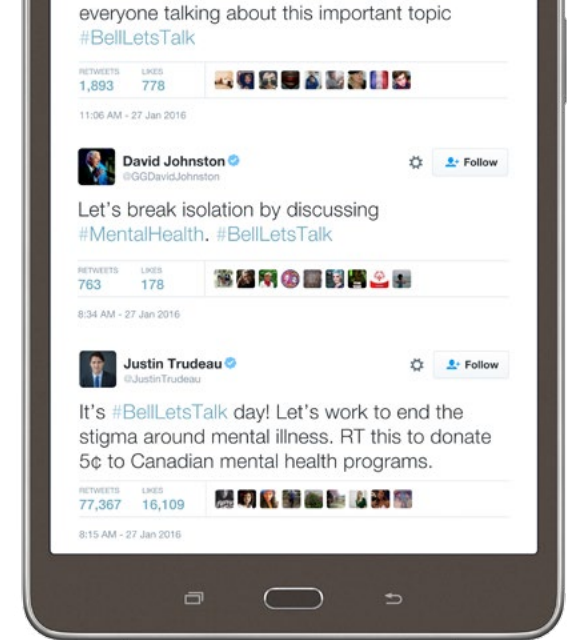 everyone talking about this important topic
#BellLetsTalk
RETWEETS LIKES
1,893 778
11:06 AM - 27 Jan 2016
David Johnston
@GGDavidJohnston
Follow
Let's break isolation by discussing
#MentalHealth. #BellLetsTalk
RETWEETS LIKES
763 178
8:34 AM - 27 Jan 2016
Justin Trudeau
@JustinTrudeau
Follow
It's #BellLetsTalk day! Let's work to end the
stigma around mental illness. RT this to donate
5¢ to Canadian mental health programs.
RETWEETS LIKES
77,367 16,109
8:15 AM - 27 Jan 2016